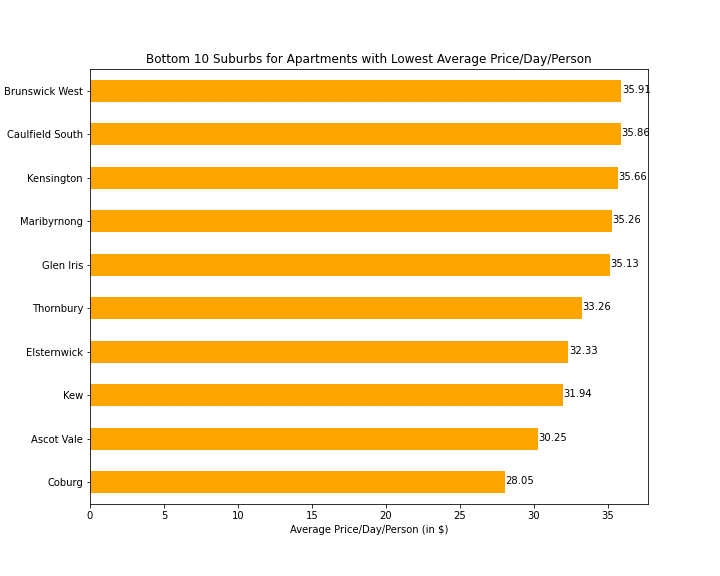 Bottom 10 Suburbs for Apartments with Lowest Average Price/Day/Person
Brunswick West 35.91
Caulfield South 35.86
Kensington 35.66
Maribyrnong 35.26
Glen Iris 35.13
Thornbury 33.26
Elsternwick 32.33
Kew 31.94
Ascot Vale 30.25
Coburg 28.05
0 5 10 15 20 25 30 35
Average Price/Day/Person (in $)